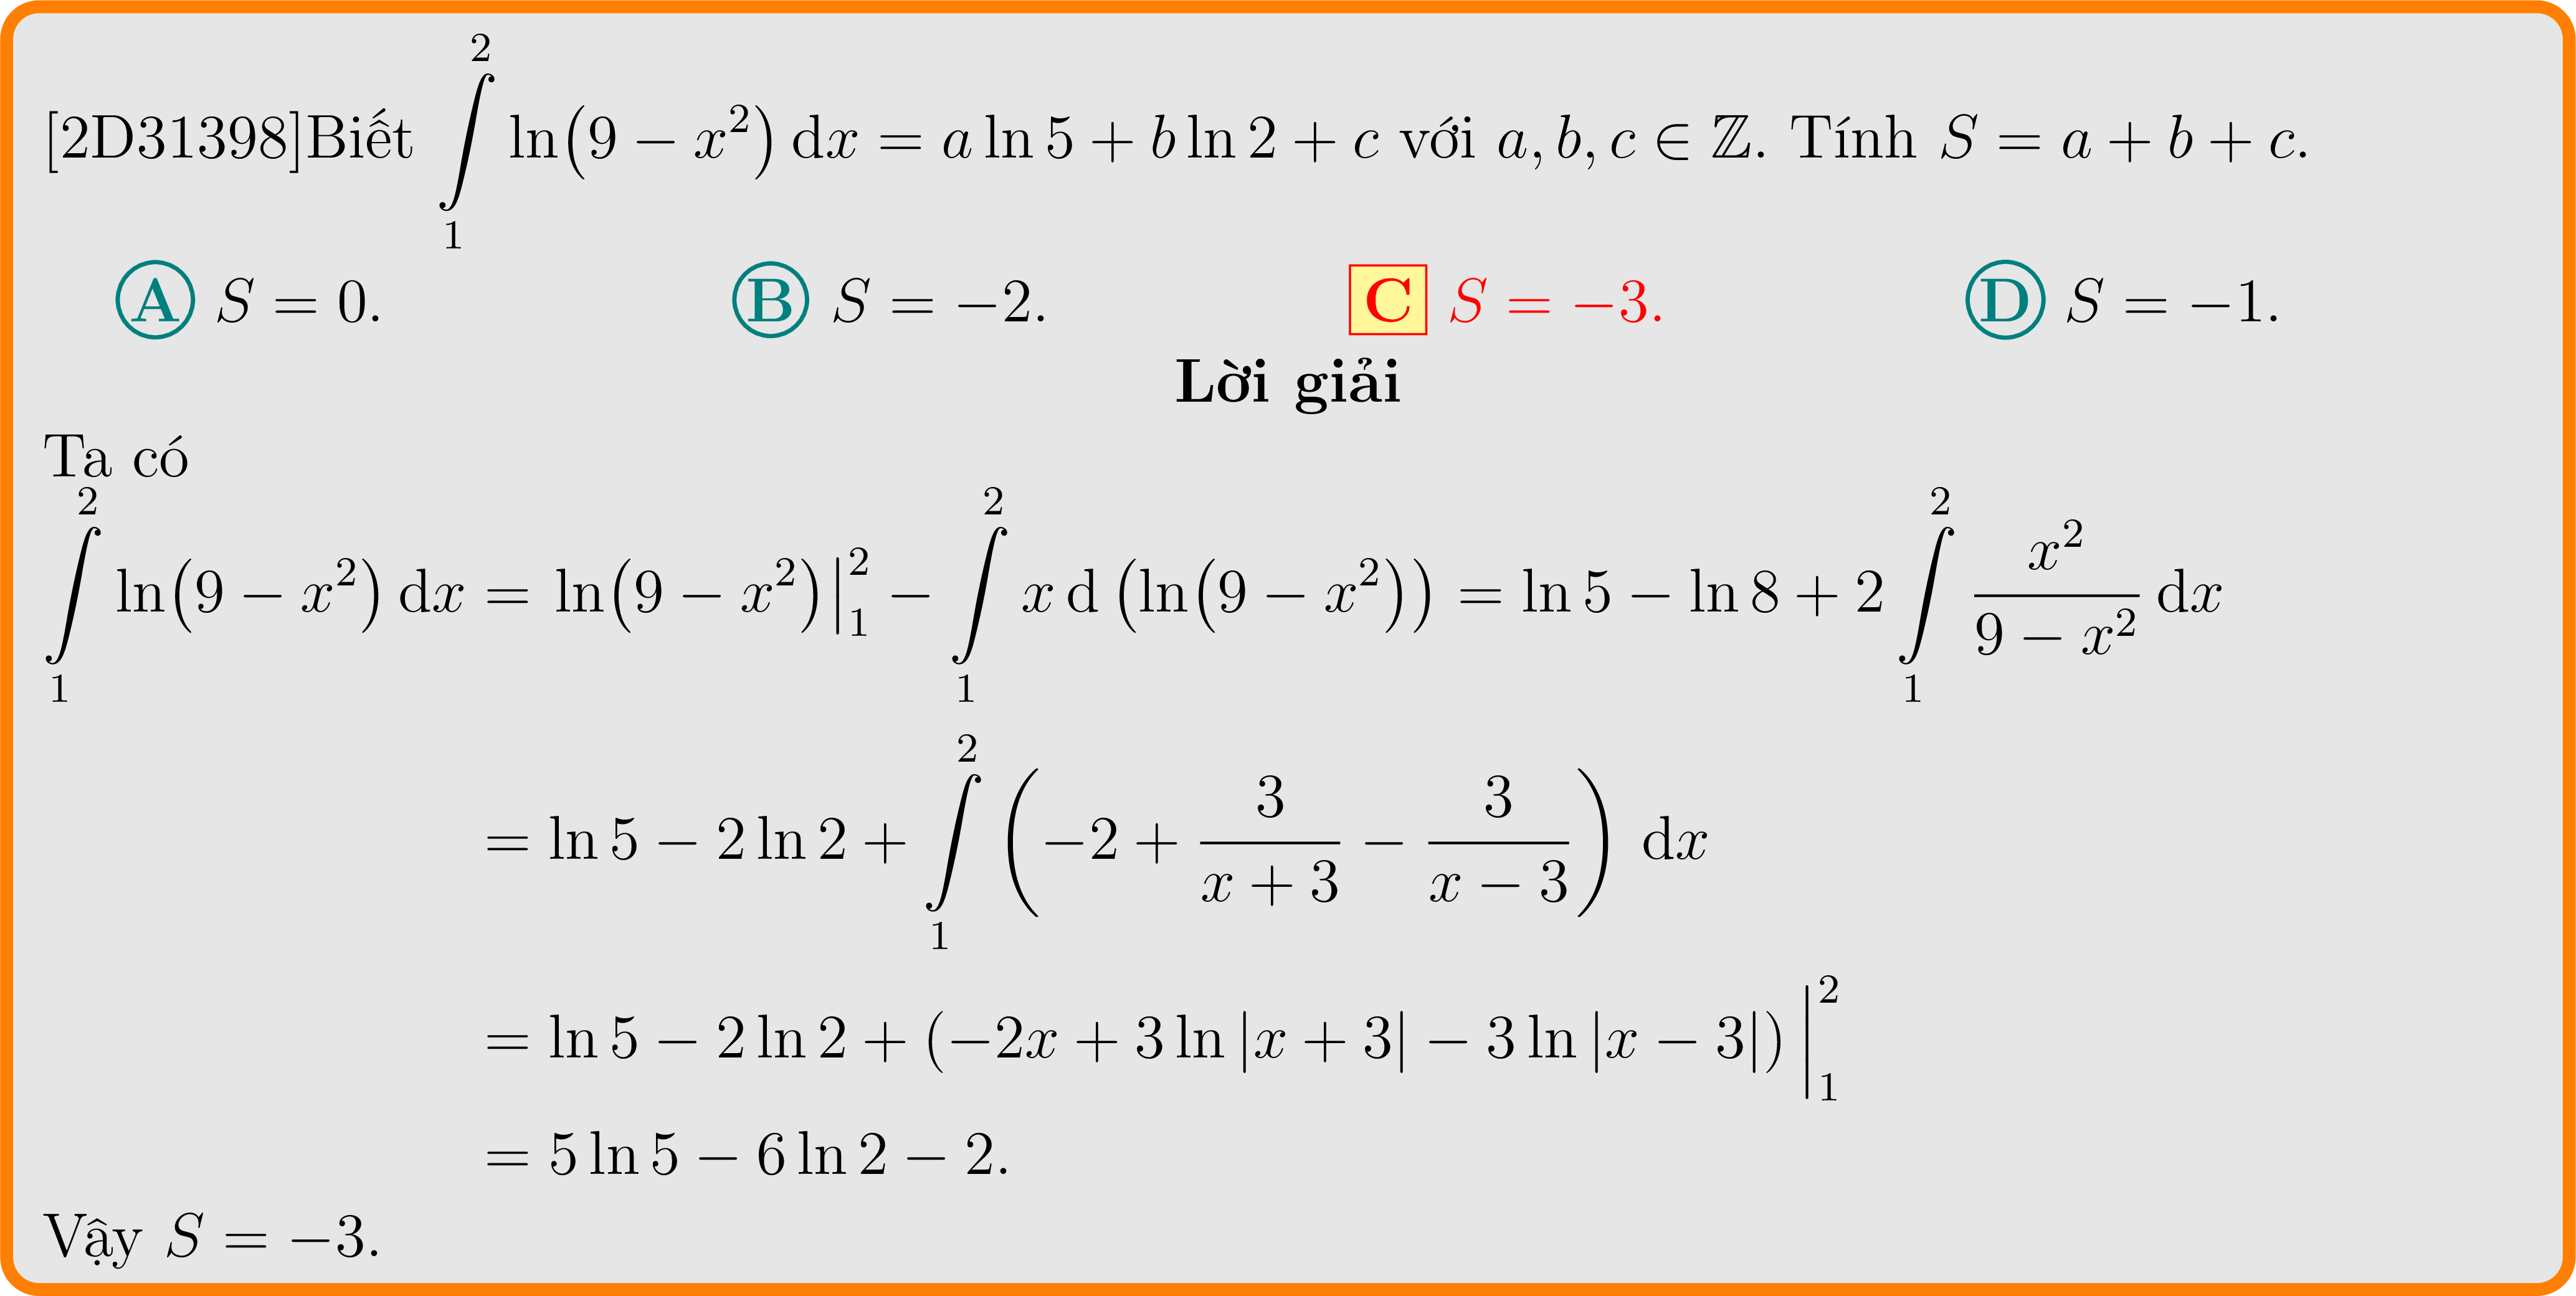 [2D31398]Biết $\int\limits_1^2 \ln(9 - x^2)\,\mathrm{d}x = a\ln 5 + b\ln 2 + c$ với $a, b, c \in \mathbb{Z}$. Tính $S = a + b + c$.
A $S = 0$. B $S = -2$. C $S = -3$. D $S = -1$.
Lời giải
Ta có
$\int\limits_1^2 \ln(9 - x^2)\,\mathrm{d}x = \ln(9 - x^2)\big|_1^2 - \int\limits_1^2 x\,\mathrm{d}\left(\ln(9 - x^2)\right) = \ln 5 - \ln 8 + 2\int\limits_1^2 \frac{x^2}{9 - x^2}\,\mathrm{d}x$
$= \ln 5 - 2\ln 2 + \int\limits_1^2 \left(-2 + \frac{3}{x + 3} - \frac{3}{x - 3}\right)\,\mathrm{d}x$
$= \ln 5 - 2\ln 2 + (-2x + 3\ln|x + 3| - 3\ln|x - 3|)\Big|_1^2$
$= 5\ln 5 - 6\ln 2 - 2.$
Vậy $S = -3$.